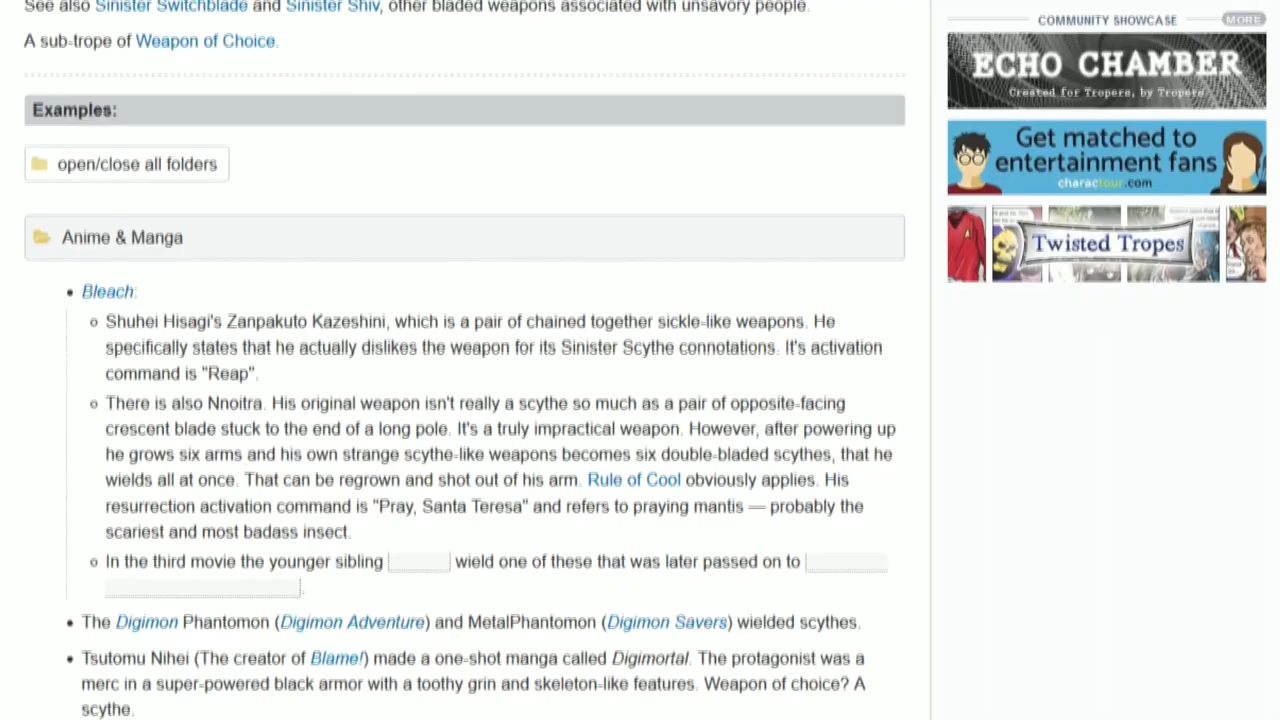 See also Sinister Switchblade and Sinister Shiv, other bladed weapons associated with unsavory people.
A sub-trope of Weapon of Choice.
Examples:
open/close all folders
Anime & Manga
Bleach:
Shuhei Hisagi's Zanpakuto Kazeshini, which is a pair of chained together sickle-like weapons. He
specifically states that he actually dislikes the weapon for its Sinister Scythe connotations. It's activation
command is "Reap".
There is also Nnoitra. His original weapon isn't really a scythe so much as a pair of opposite-facing
crescent blade stuck to the end of a long pole. It's a truly impractical weapon. However, after powering up
he grows six arms and his own strange scythe-like weapons becomes six double-bladed scythes, that he
wields all at once. That can be regrown and shot out of his arm. Rule of Cool obviously applies. His
resurrection activation command is "Pray, Santa Teresa" and refers to praying mantis — probably the
scariest and most badass insect.
In the third movie the younger sibling wield one of these that was later passed on to
.
The Digimon Phantomon (Digimon Adventure) and MetalPhantomon (Digimon Savers) wielded scythes.
Tsutomu Nihei (The creator of Blame!) made a one-shot manga called Digimortal. The protagonist was a
merc in a super-powered black armor with a toothy grin and skeleton-like features. Weapon of choice? A
scythe.
COMMUNITY SHOWCASE MORE
ECHO CHAMBER
Created for Tropers, by Tropers
Get matched to
entertainment fans
charactour.com
Twisted Tropes